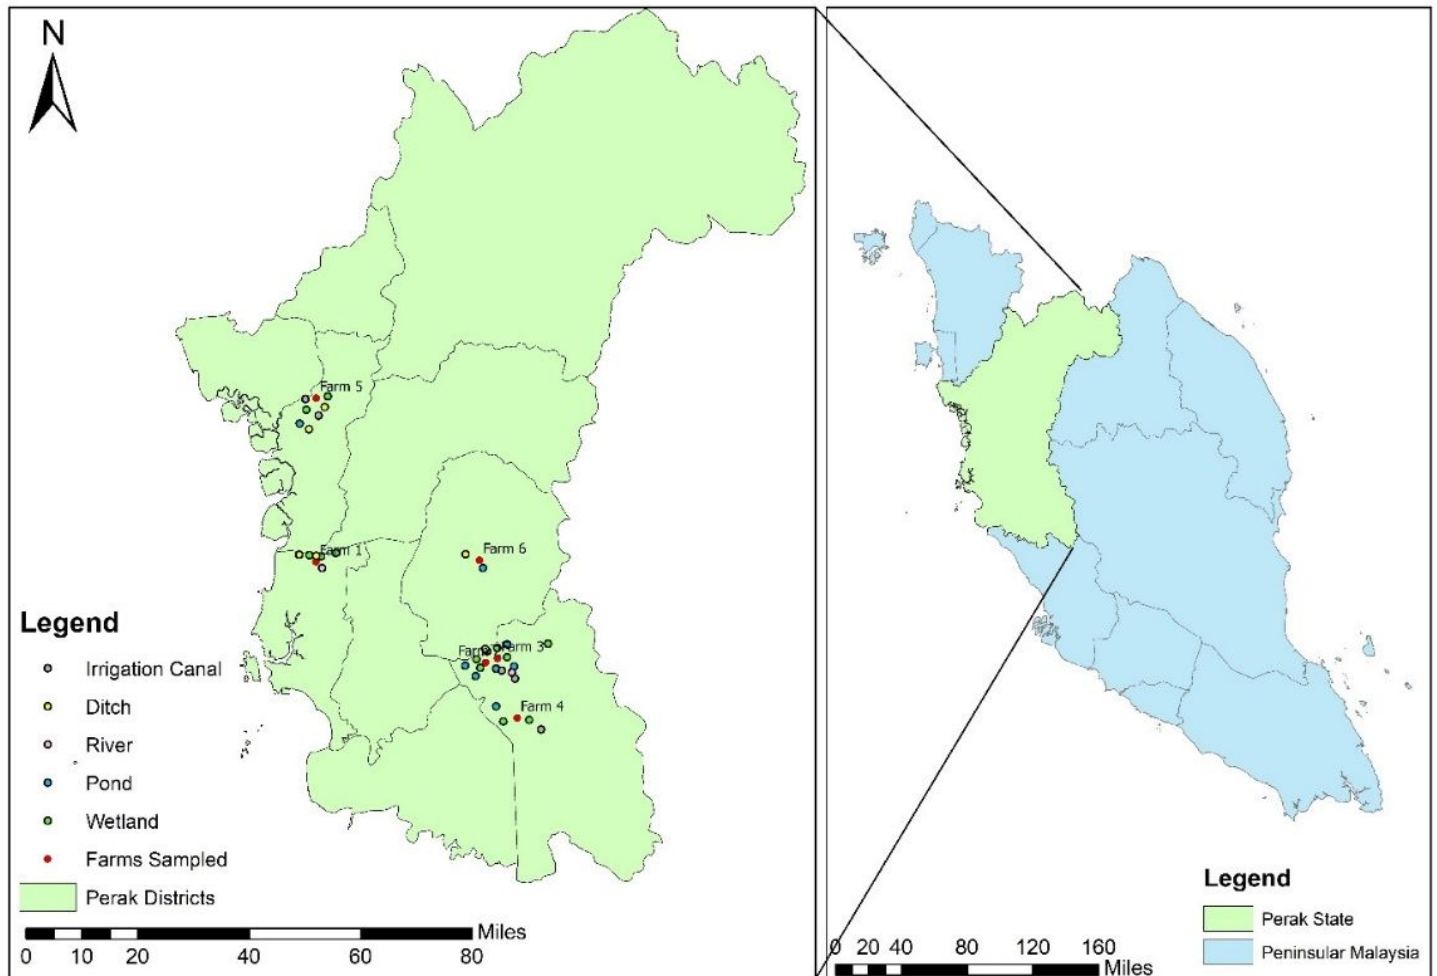 N
Farm 5
Farm 1
Farm 6
Farm
Farm 3
Farm 4
Legend
Irrigation Canal
Ditch
River
Pond
Wetland
Farms Sampled
Perak Districts
Miles
0 10 20 40 60 80
Legend
Perak State
Peninsular Malaysia
0 20 40 80 120 160
Miles